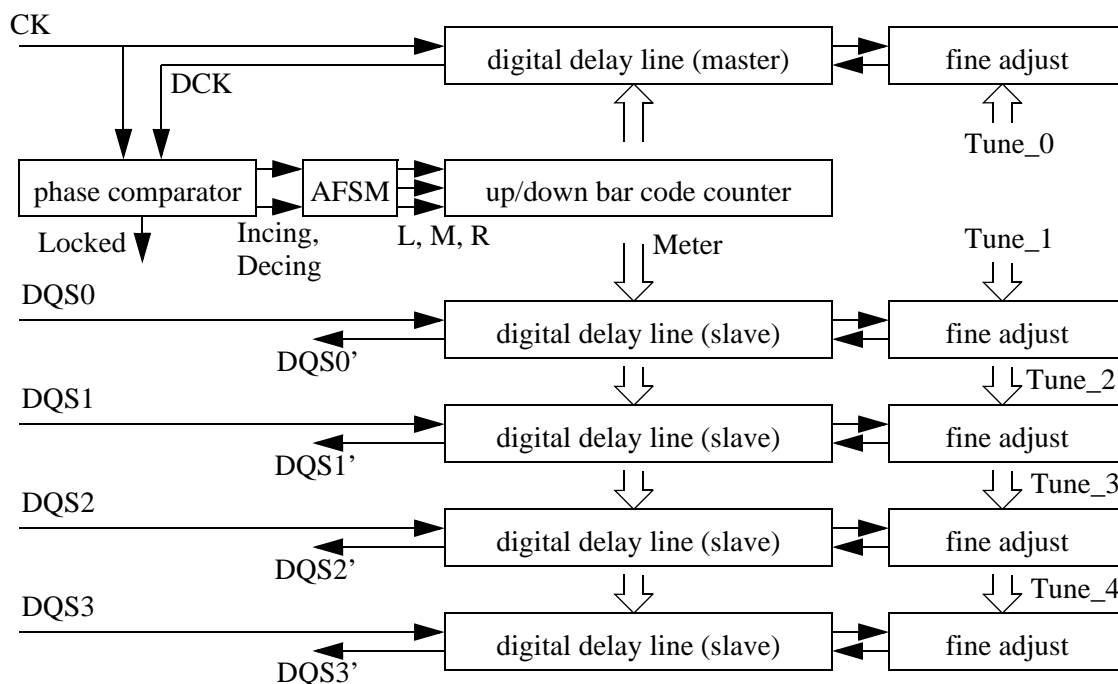 CK
digital delay line (master)
fine adjust
DCK
Tune_0
phase comparator
AFSM
up/down bar code counter
Locked
Incing,
Decing
L, M, R
Meter
Tune_1
DQS0
digital delay line (slave)
fine adjust
DQS0’
Tune_2
DQS1
digital delay line (slave)
fine adjust
DQS1’
Tune_3
DQS2
digital delay line (slave)
fine adjust
DQS2’
Tune_4
DQS3
digital delay line (slave)
fine adjust
DQS3’